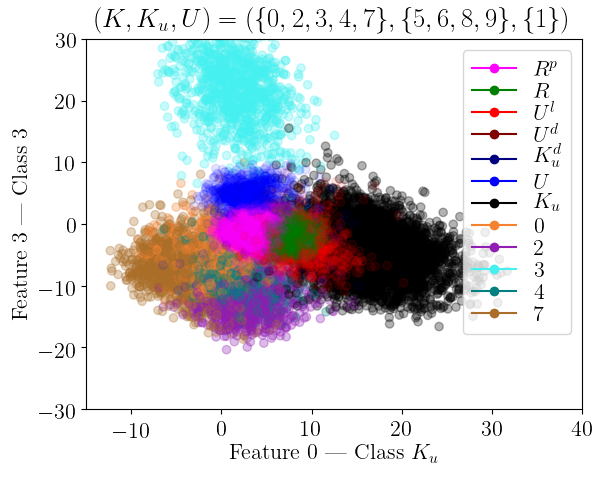 (K, K_u, U) = ({0, 2, 3, 4, 7}, {5, 6, 8, 9}, {1})
30
20
10
0
−10
−20
−30
Feature 3 — Class 3
−10
0
10
20
30
40
Feature 0 — Class K_u
R^p
R
U^l
U^d
K_u^d
U
K_u
0
2
3
4
7